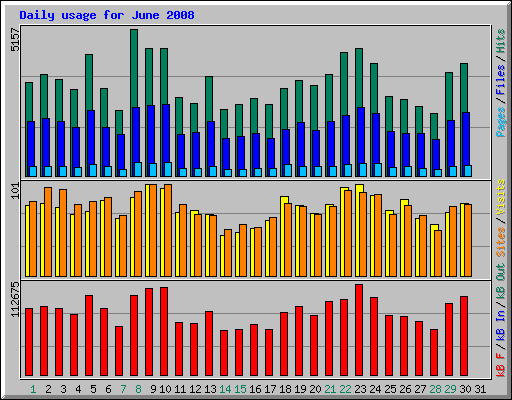 Daily usage for June 2008
5157
Pages / Files / Hits
101
Sites / Visits
112675
kB F / kB In / kB Out
1 2 3 4 5 6 7 8 9 10 11 12 13 14 15 16 17 18 19 20 21 22 23 24 25 26 27 28 29 30 31